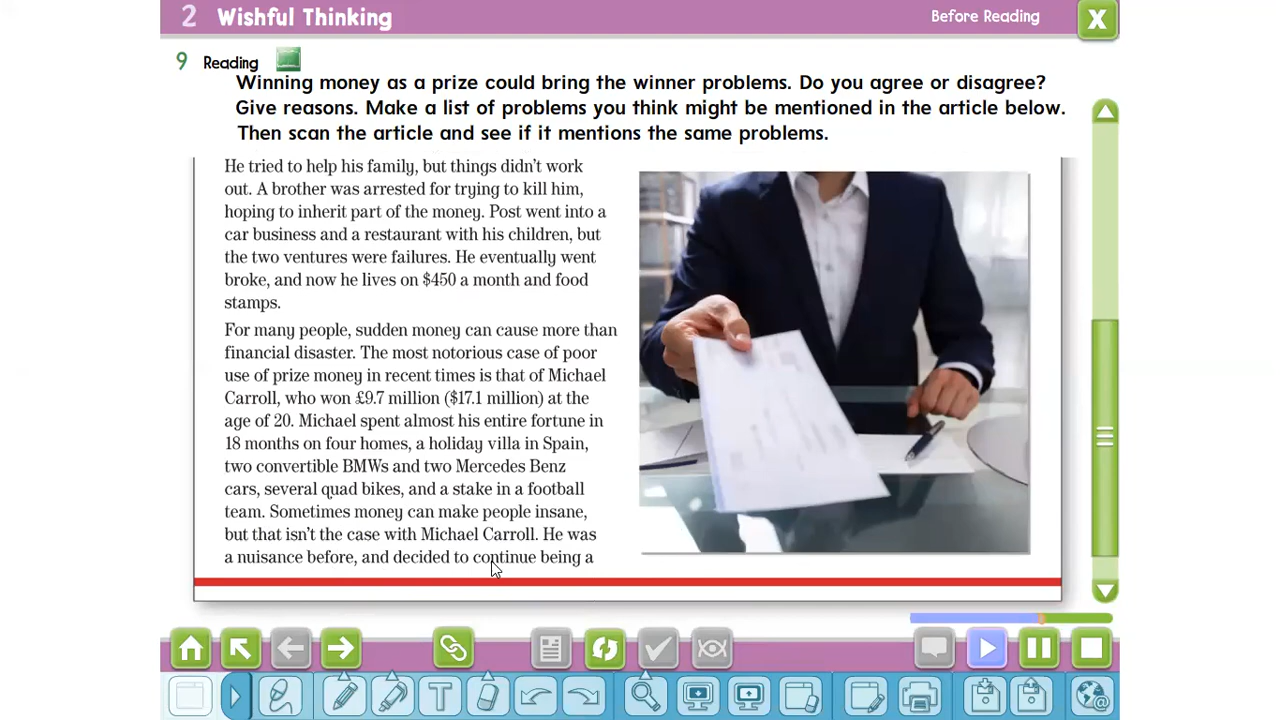 2 Wishful Thinking
Before Reading
X
9 Reading
Winning money as a prize could bring the winner problems. Do you agree or disagree?
Give reasons. Make a list of problems you think might be mentioned in the article below.
Then scan the article and see if it mentions the same problems.
He tried to help his family, but things didn't work
out. A brother was arrested for trying to kill him,
hoping to inherit part of the money. Post went into a
car business and a restaurant with his children, but
the two ventures were failures. He eventually went
broke, and now he lives on $450 a month and food
stamps.
For many people, sudden money can cause more than
financial disaster. The most notorious case of poor
use of prize money in recent times is that of Michael
Carroll, who won £9.7 million ($17.1 million) at the
age of 20. Michael spent almost his entire fortune in
18 months on four homes, a holiday villa in Spain,
two convertible BMWs and two Mercedes Benz
cars, several quad bikes, and a stake in a football
team. Sometimes money can make people insane,
but that isn't the case with Michael Carroll. He was
a nuisance before, and decided to continue being a
T